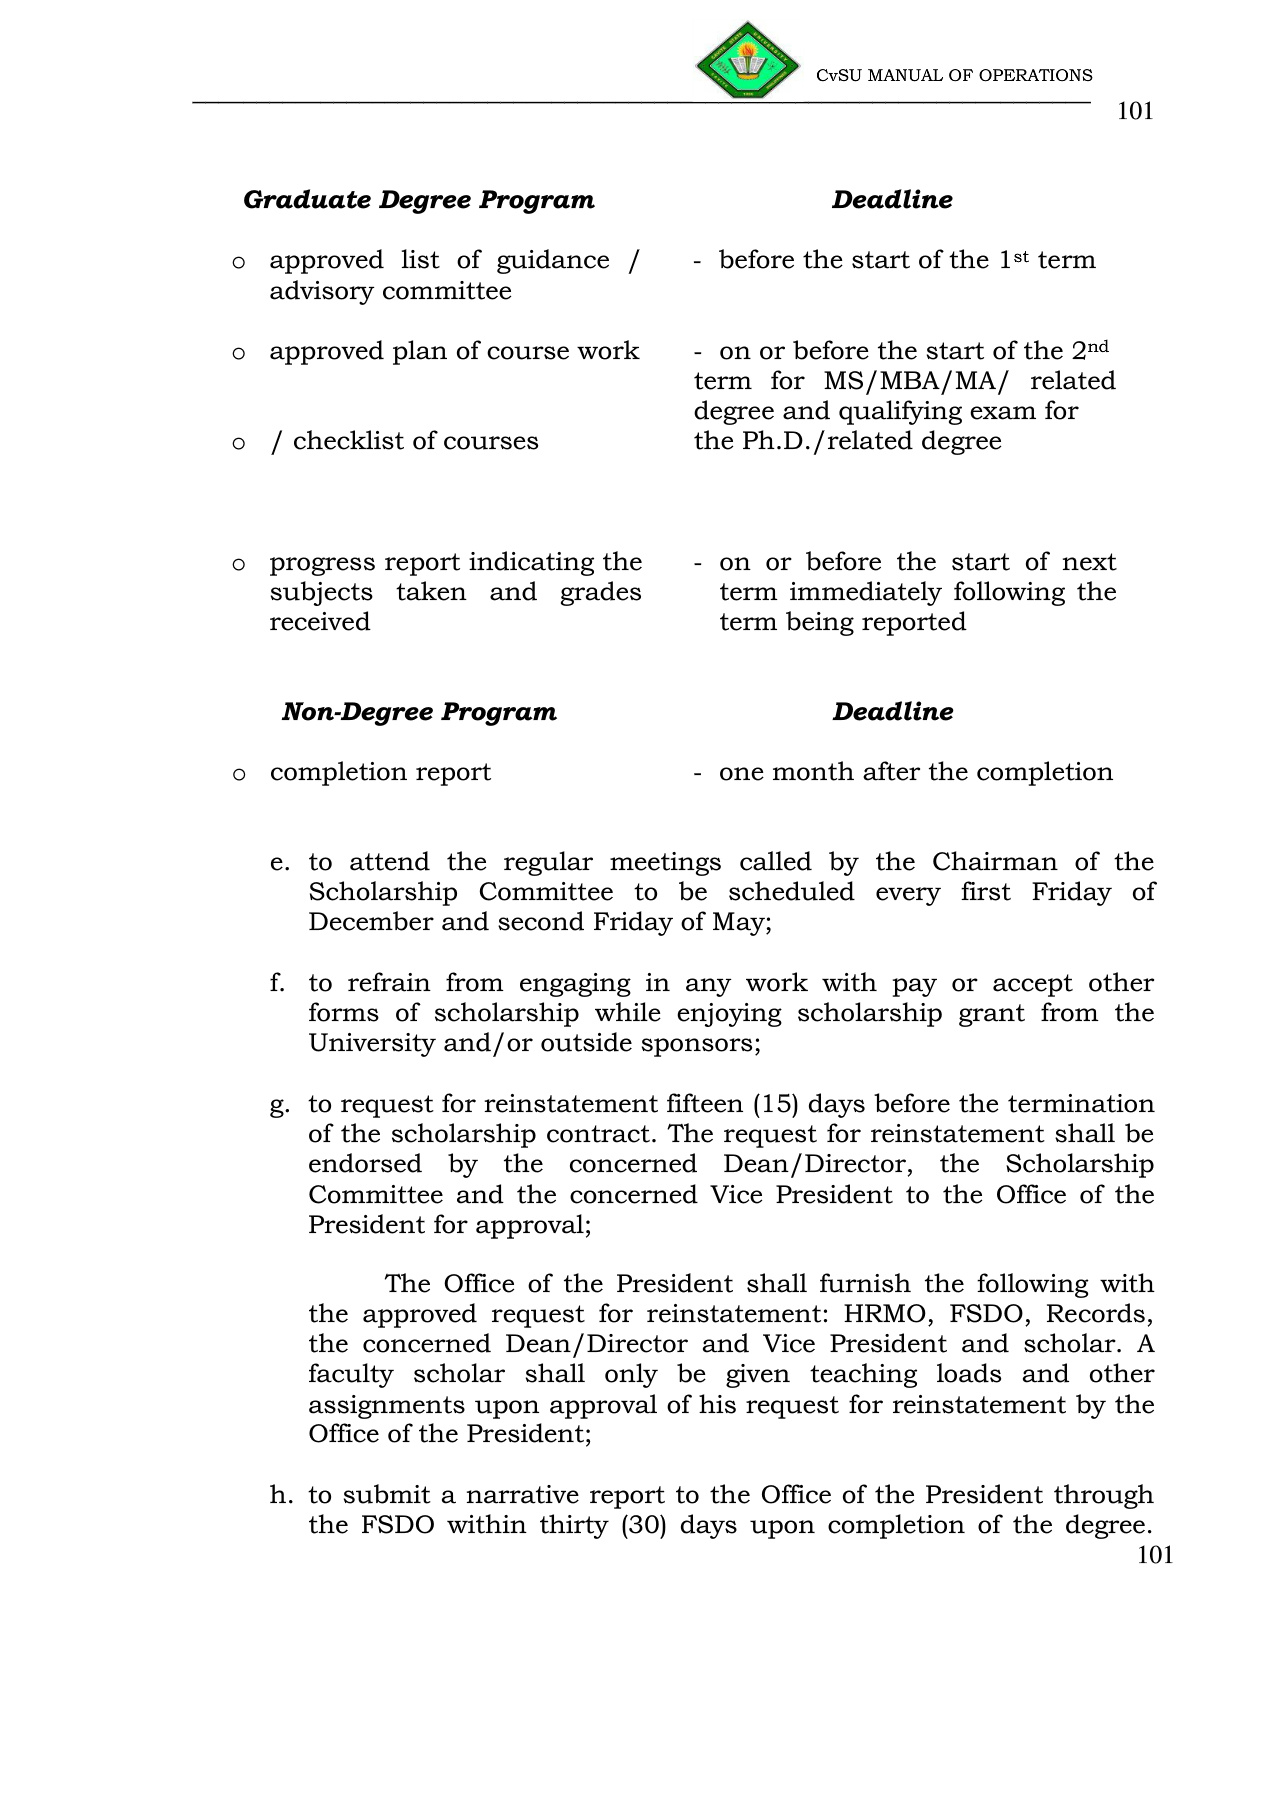 CvSU MANUAL OF OPERATIONS
101
Graduate Degree Program Deadline
o approved list of guidance / - before the start of the 1st term
advisory committee
o approved plan of course work - on or before the start of the 2nd
term for MS/MBA/MA/ related
degree and qualifying exam for
o / checklist of courses the Ph.D./related degree
o progress report indicating the - on or before the start of next
subjects taken and grades term immediately following the
received term being reported
Non-Degree Program Deadline
o completion report - one month after the completion
e. to attend the regular meetings called by the Chairman of the
Scholarship Committee to be scheduled every first Friday of
December and second Friday of May;
f. to refrain from engaging in any work with pay or accept other
forms of scholarship while enjoying scholarship grant from the
University and/or outside sponsors;
g. to request for reinstatement fifteen (15) days before the termination
of the scholarship contract. The request for reinstatement shall be
endorsed by the concerned Dean/Director, the Scholarship
Committee and the concerned Vice President to the Office of the
President for approval;
The Office of the President shall furnish the following with
the approved request for reinstatement: HRMO, FSDO, Records,
the concerned Dean/Director and Vice President and scholar. A
faculty scholar shall only be given teaching loads and other
assignments upon approval of his request for reinstatement by the
Office of the President;
h. to submit a narrative report to the Office of the President through
the FSDO within thirty (30) days upon completion of the degree.
101